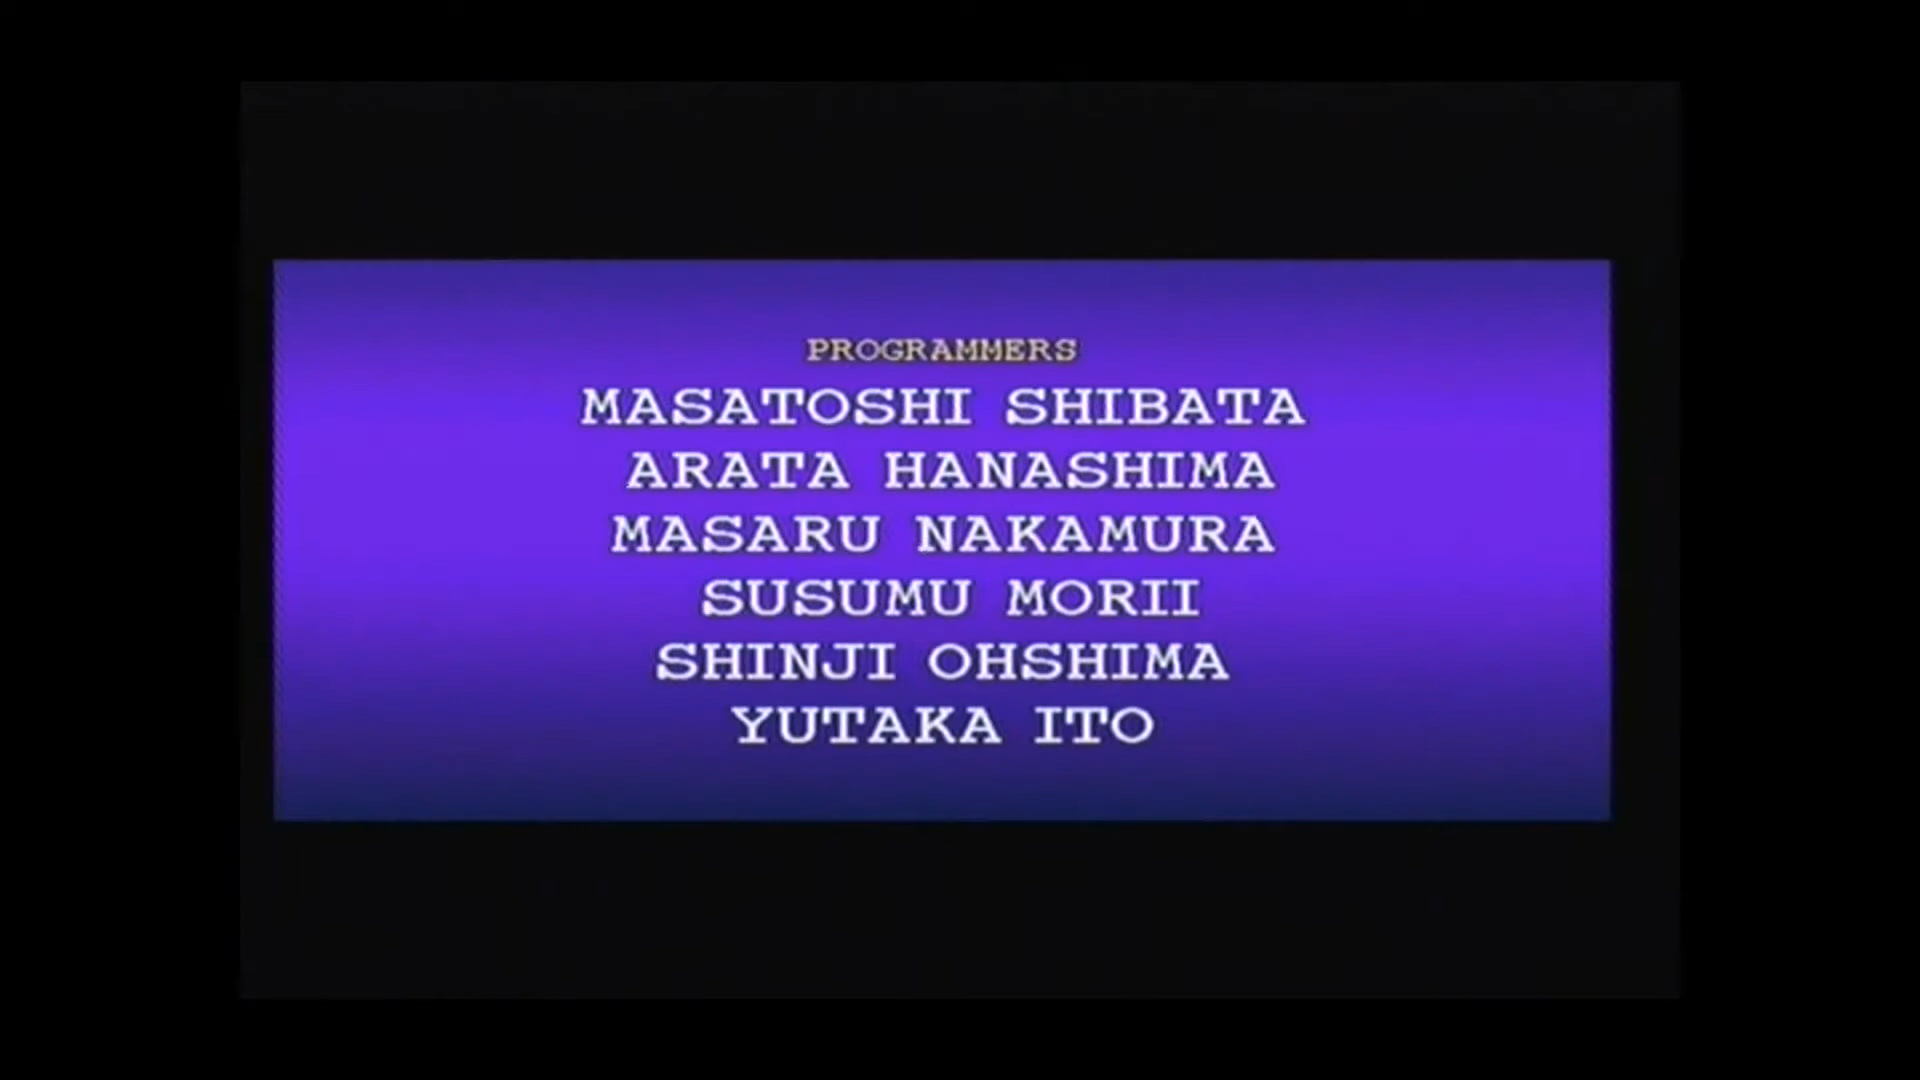 PROGRAMMERS
MASATOSHI SHIBATA
ARATA HANASHIMA
MASARU NAKAMURA
SUSUMU MORII
SHINJI OHSHIMA
YUTAKA ITO